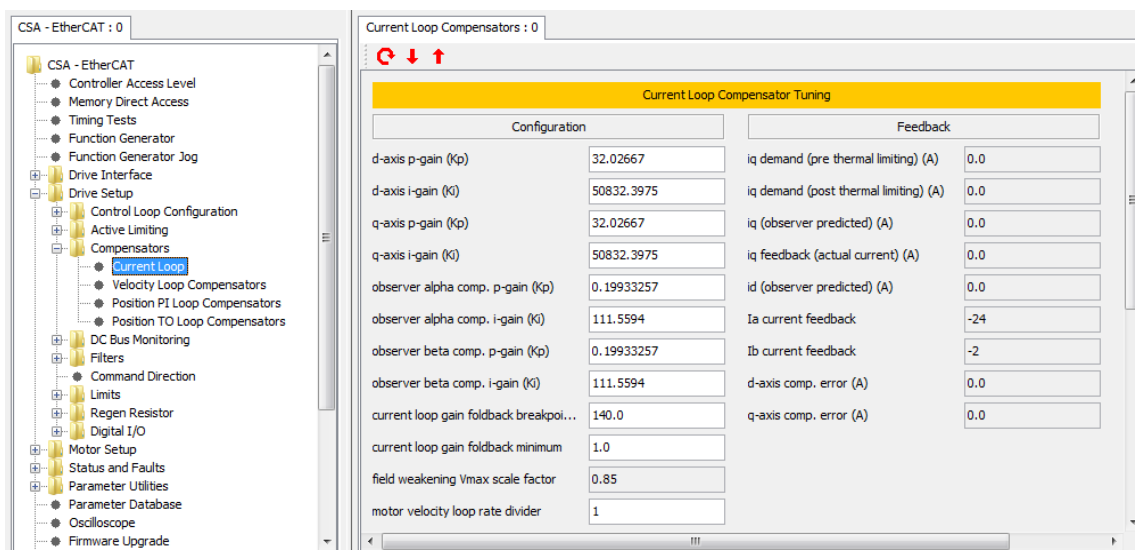 CSA - EtherCAT : 0
CSA - EtherCAT
Controller Access Level
Memory Direct Access
Timing Tests
Function Generator
Function Generator Jog
Drive Interface
Drive Setup
Control Loop Configuration
Active Limiting
Compensators
Current Loop
Velocity Loop Compensators
Position PI Loop Compensators
Position TO Loop Compensators
DC Bus Monitoring
Filters
Command Direction
Limits
Regen Resistor
Digital I/O
Motor Setup
Status and Faults
Parameter Utilities
Parameter Database
Oscilloscope
Firmware Upgrade
Current Loop Compensators : 0
Current Loop Compensator Tuning
Configuration
d-axis p-gain (Kp) 32.02667
d-axis i-gain (Ki) 50832.3975
q-axis p-gain (Kp) 32.02667
q-axis i-gain (Ki) 50832.3975
observer alpha comp. p-gain (Kp) 0.19933257
observer alpha comp. i-gain (Ki) 111.5594
observer beta comp. p-gain (Kp) 0.19933257
observer beta comp. i-gain (Ki) 111.5594
current loop gain foldback breakpoi... 140.0
current loop gain foldback minimum 1.0
field weakening Vmax scale factor 0.85
motor velocity loop rate divider 1
Feedback
iq demand (pre thermal limiting) (A) 0.0
iq demand (post thermal limiting) (A) 0.0
iq (observer predicted) (A) 0.0
iq feedback (actual current) (A) 0.0
id (observer predicted) (A) 0.0
Ia current feedback -24
Ib current feedback -2
d-axis comp. error (A) 0.0
q-axis comp. error (A) 0.0